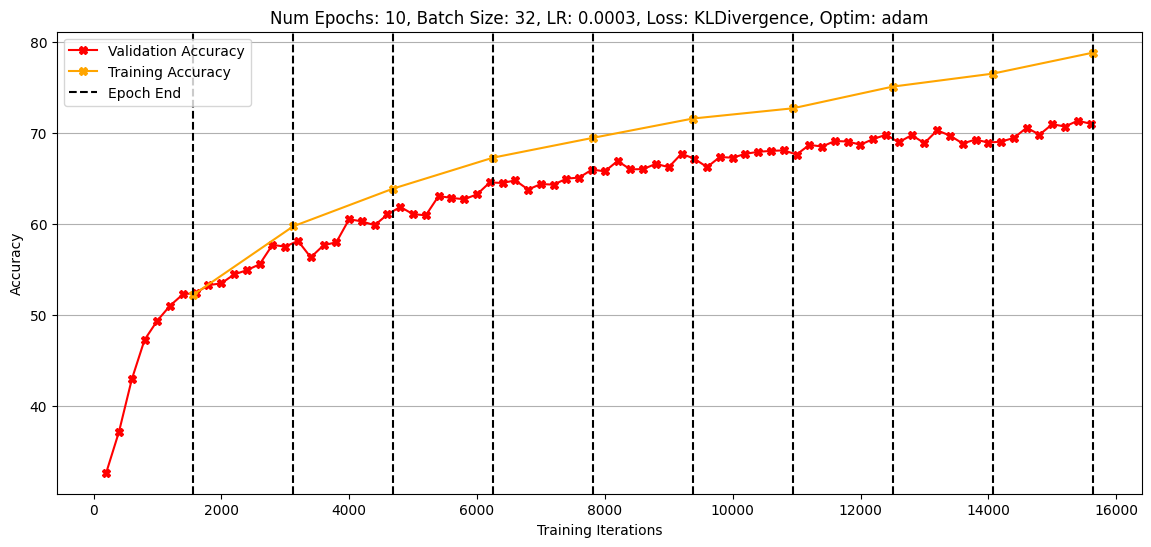 Num Epochs: 10, Batch Size: 32, LR: 0.0003, Loss: KLDivergence, Optim: adam
Validation Accuracy
Training Accuracy
Epoch End
Accuracy
80
70
60
50
40
0 2000 4000 6000 8000 10000 12000 14000 16000
Training Iterations